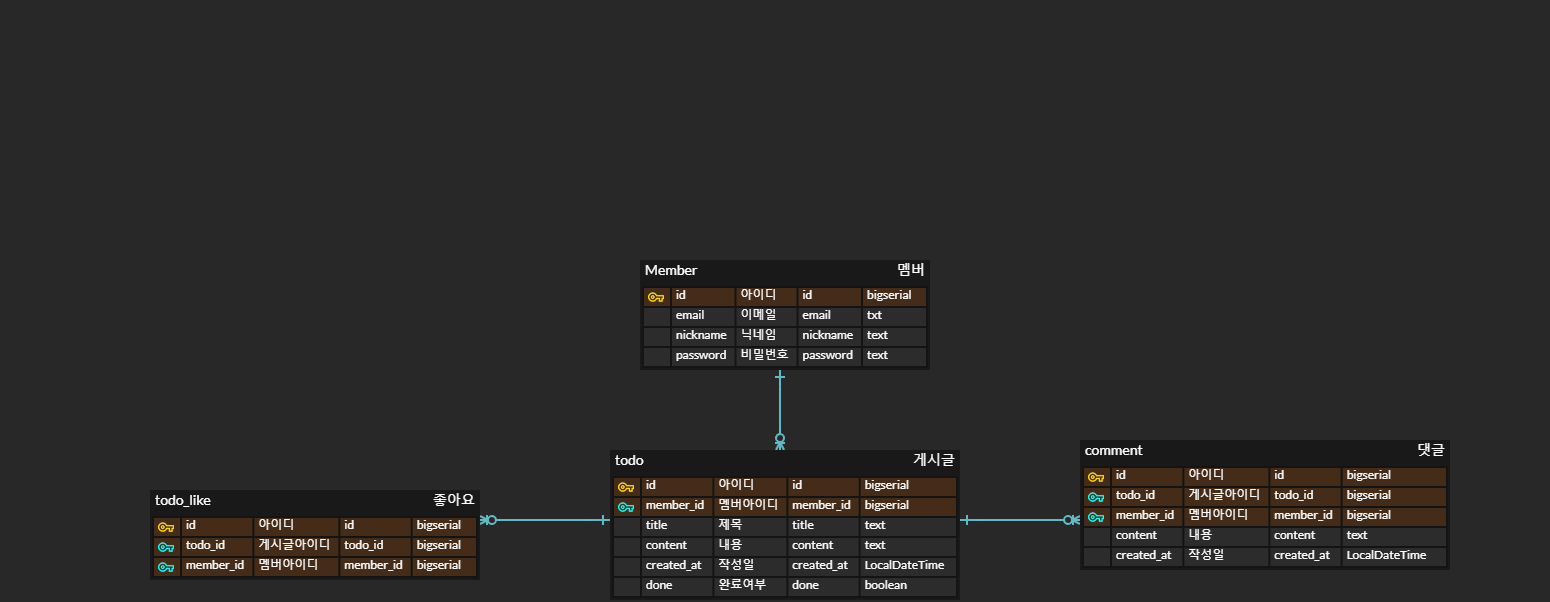 Member 멤버
id 아이디 id bigserial
email 이메일 email txt
nickname 닉네임 nickname text
password 비밀번호 password text
todo 게시글
id 아이디 id bigserial
member_id 멤버아이디 member_id bigserial
title 제목 title text
content 내용 content text
created_at 작성일 created_at LocalDateTime
done 완료여부 done boolean
comment 댓글
id 아이디 id bigserial
todo_id 게시글아이디 todo_id bigserial
member_id 멤버아이디 member_id bigserial
content 내용 content text
created_at 작성일 created_at LocalDateTime
todo_like 좋아요
id 아이디 id bigserial
todo_id 게시글아이디 todo_id bigserial
member_id 멤버아이디 member_id bigserial